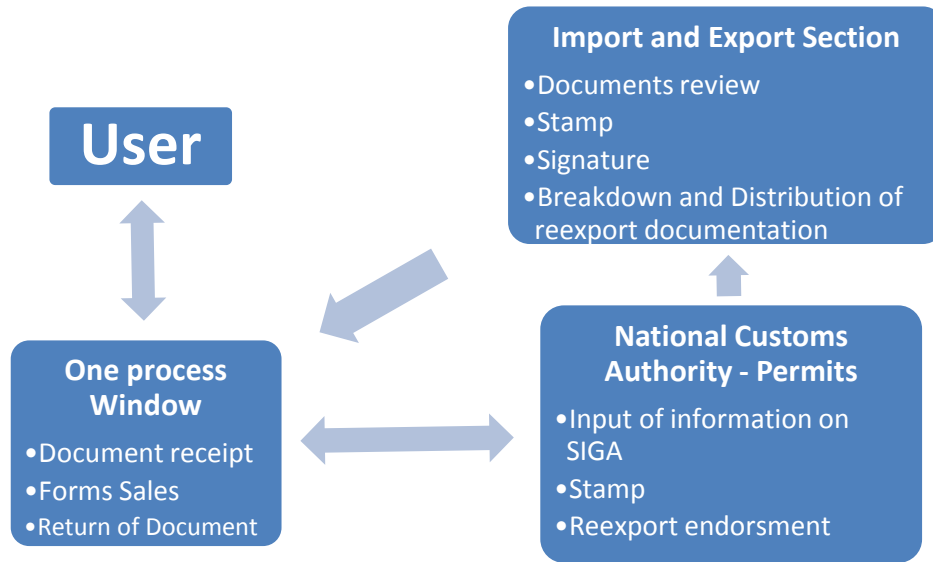 User
One process
Window
•Document receipt
•Forms Sales
•Return of Document
Import and Export Section
•Documents review
•Stamp
•Signature
•Breakdown and Distribution of
reexport documentation
National Customs
Authority - Permits
•Input of information on
SIGA
•Stamp
•Reexport endorsment